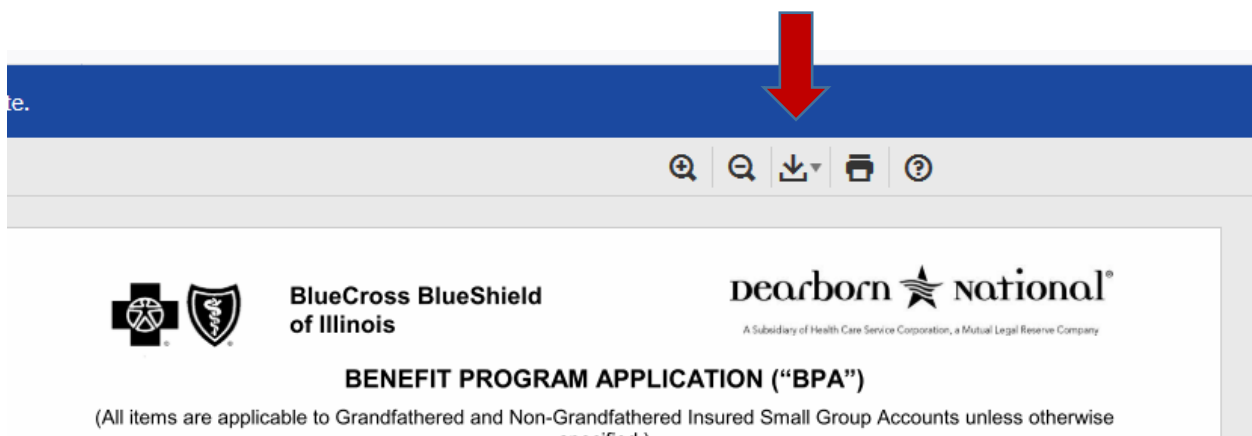 te.
BlueCross BlueShield
of Illinois
Dearborn National®
A Subsidiary of Health Care Service Corporation, a Mutual Legal Reserve Company
BENEFIT PROGRAM APPLICATION (“BPA”)
(All items are applicable to Grandfathered and Non-Grandfathered Insured Small Group Accounts unless otherwise
specified.)